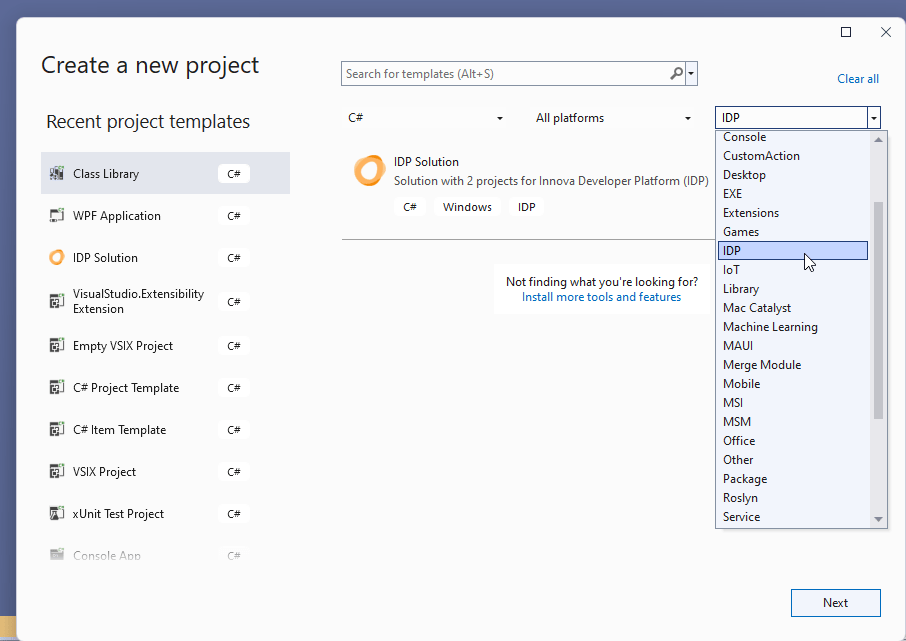 Create a new project
Search for templates (Alt+S)
Clear all
Recent project templates
C#
All platforms
IDP
Class Library C#
WPF Application C#
IDP Solution C#
VisualStudio.Extensibility
Extension C#
Empty VSIX Project C#
C# Project Template C#
C# Item Template C#
VSIX Project C#
xUnit Test Project C#
Console App C#
IDP Solution
Solution with 2 projects for Innova Developer Platform (IDP)
C# Windows IDP
Not finding what you're looking for?
Install more tools and features
Console
CustomAction
Desktop
EXE
Extensions
Games
IDP
IoT
Library
Mac Catalyst
Machine Learning
MAUI
Merge Module
Mobile
MSI
MSM
Office
Other
Package
Roslyn
Service
Next